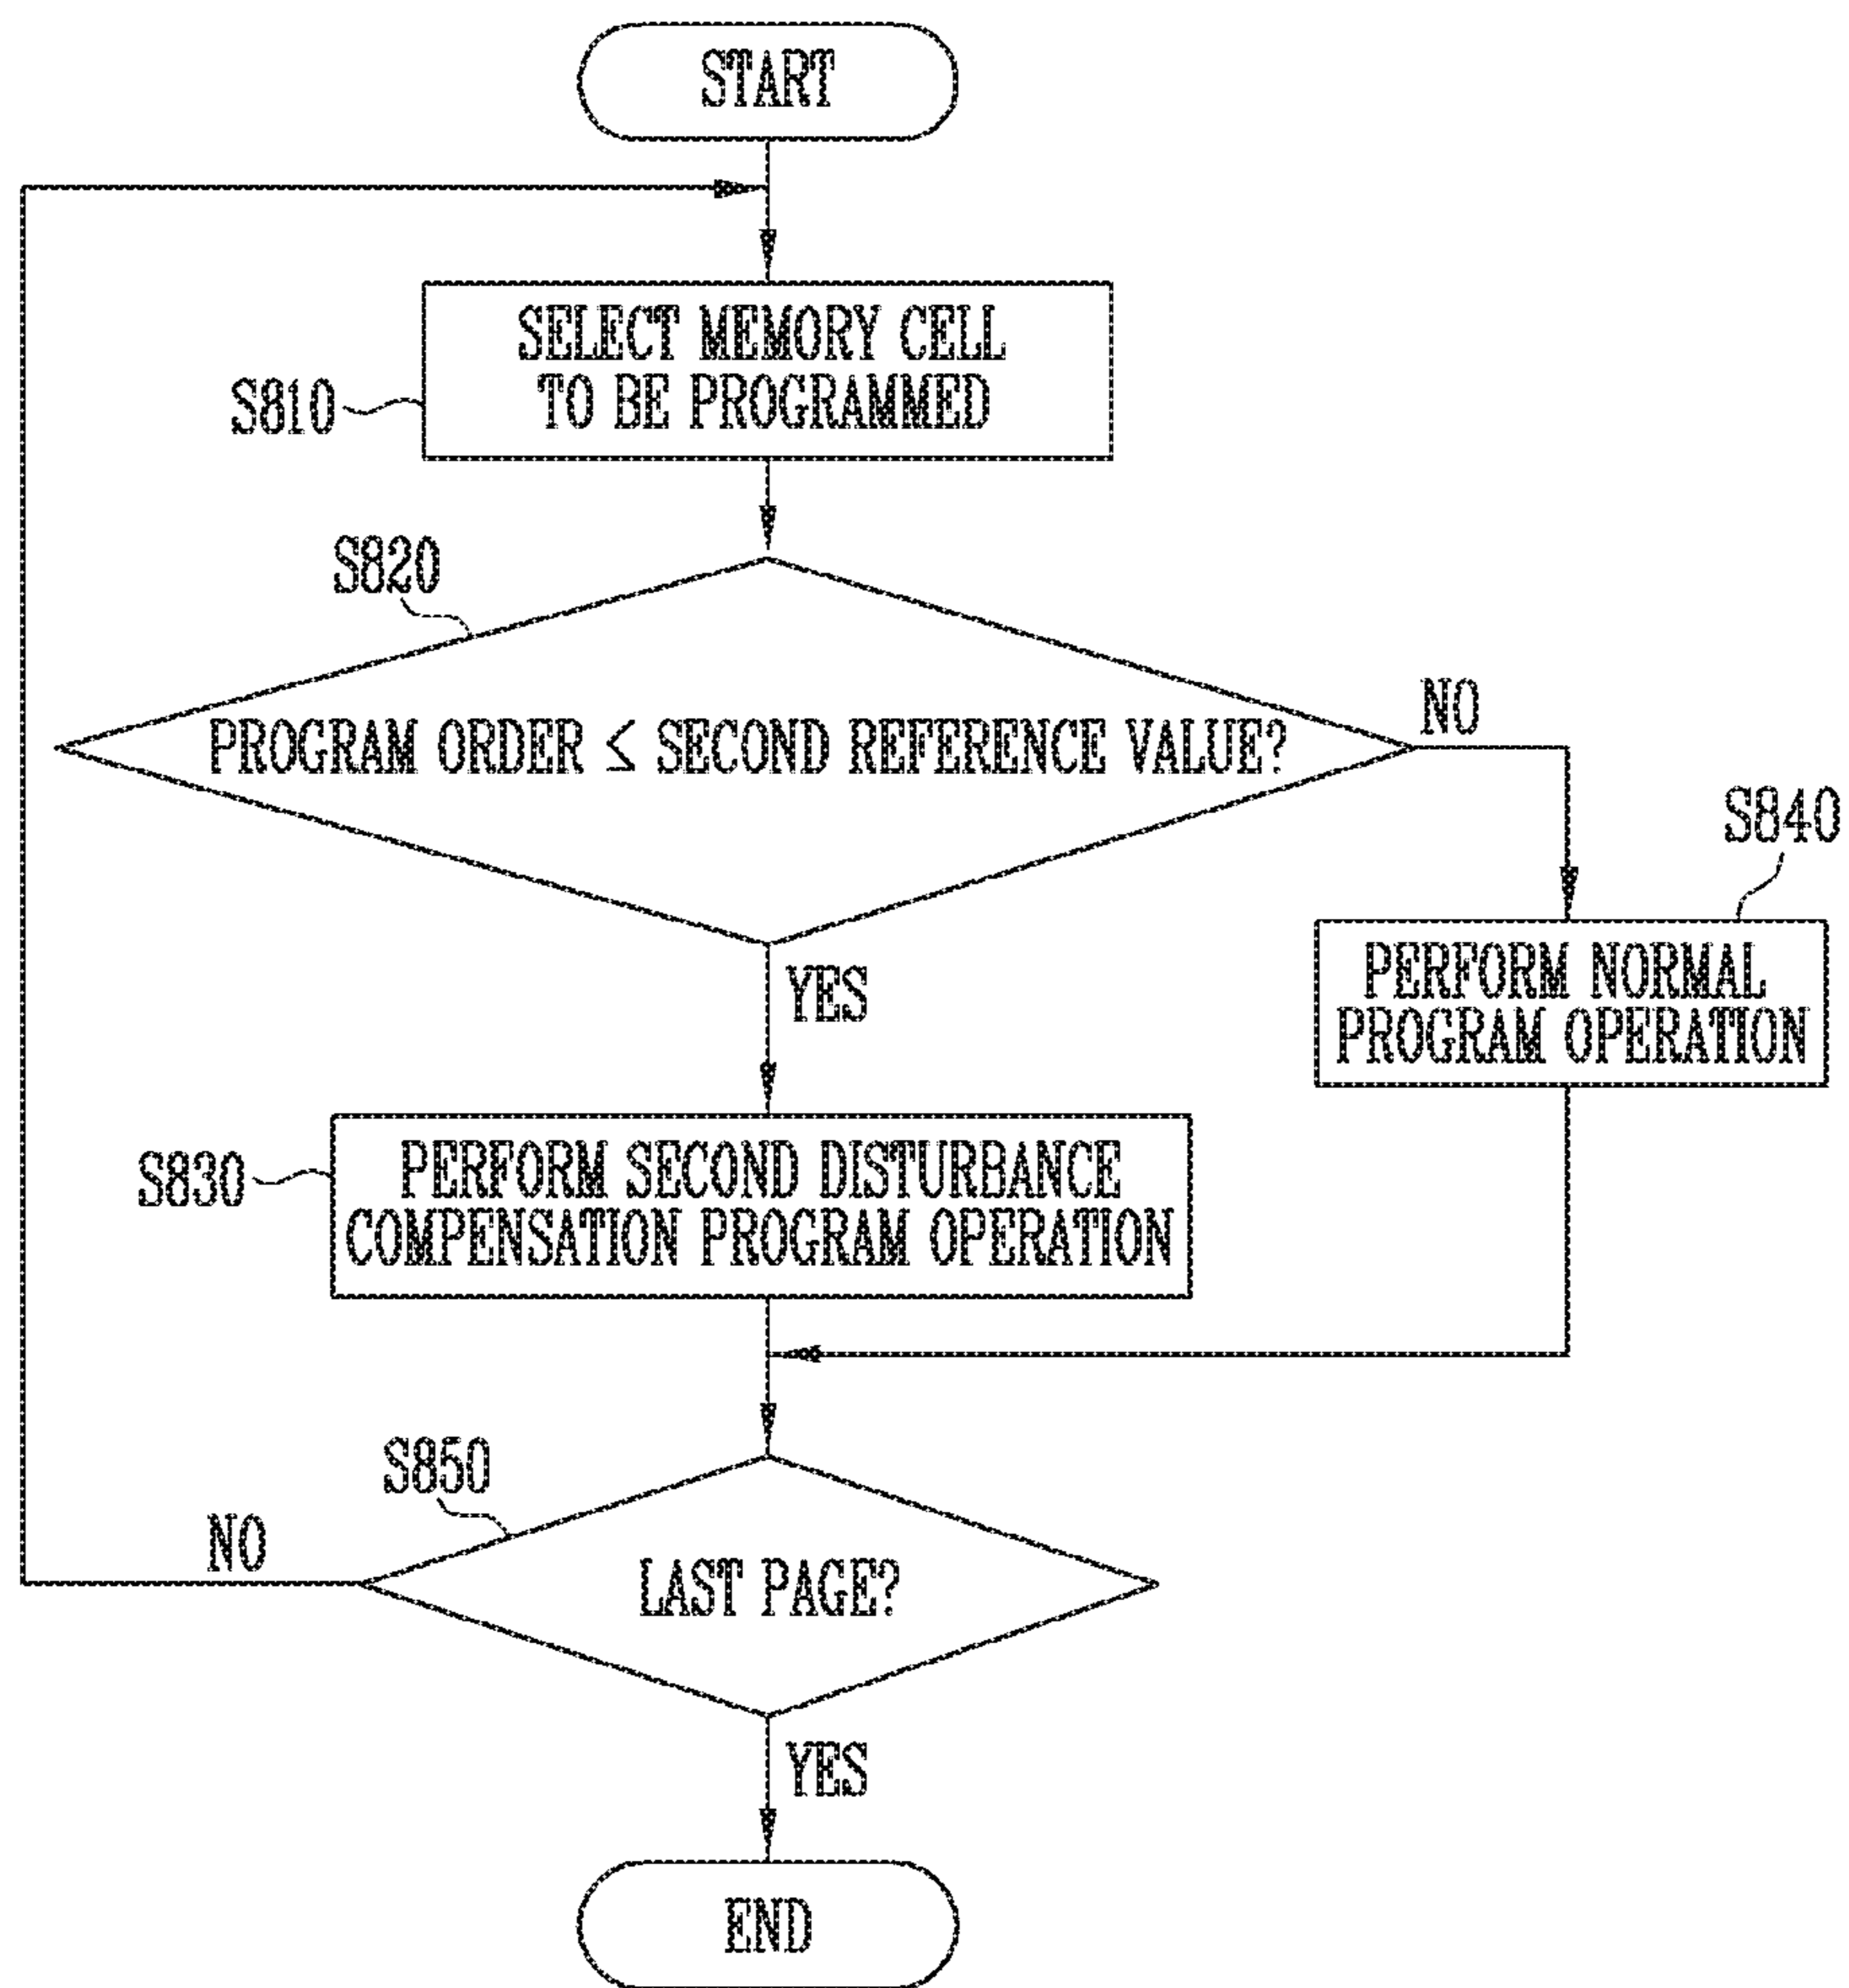 START
SELECT MEMORY CELL
TO BE PROGRAMMED
S810
S820
PROGRAM ORDER ≤ SECOND REFERENCE VALUE?
NO
S840
PERFORM NORMAL
PROGRAM OPERATION
YES
S830
PERFORM SECOND DISTURBANCE
COMPENSATION PROGRAM OPERATION
S850
NO
LAST PAGE?
YES
END